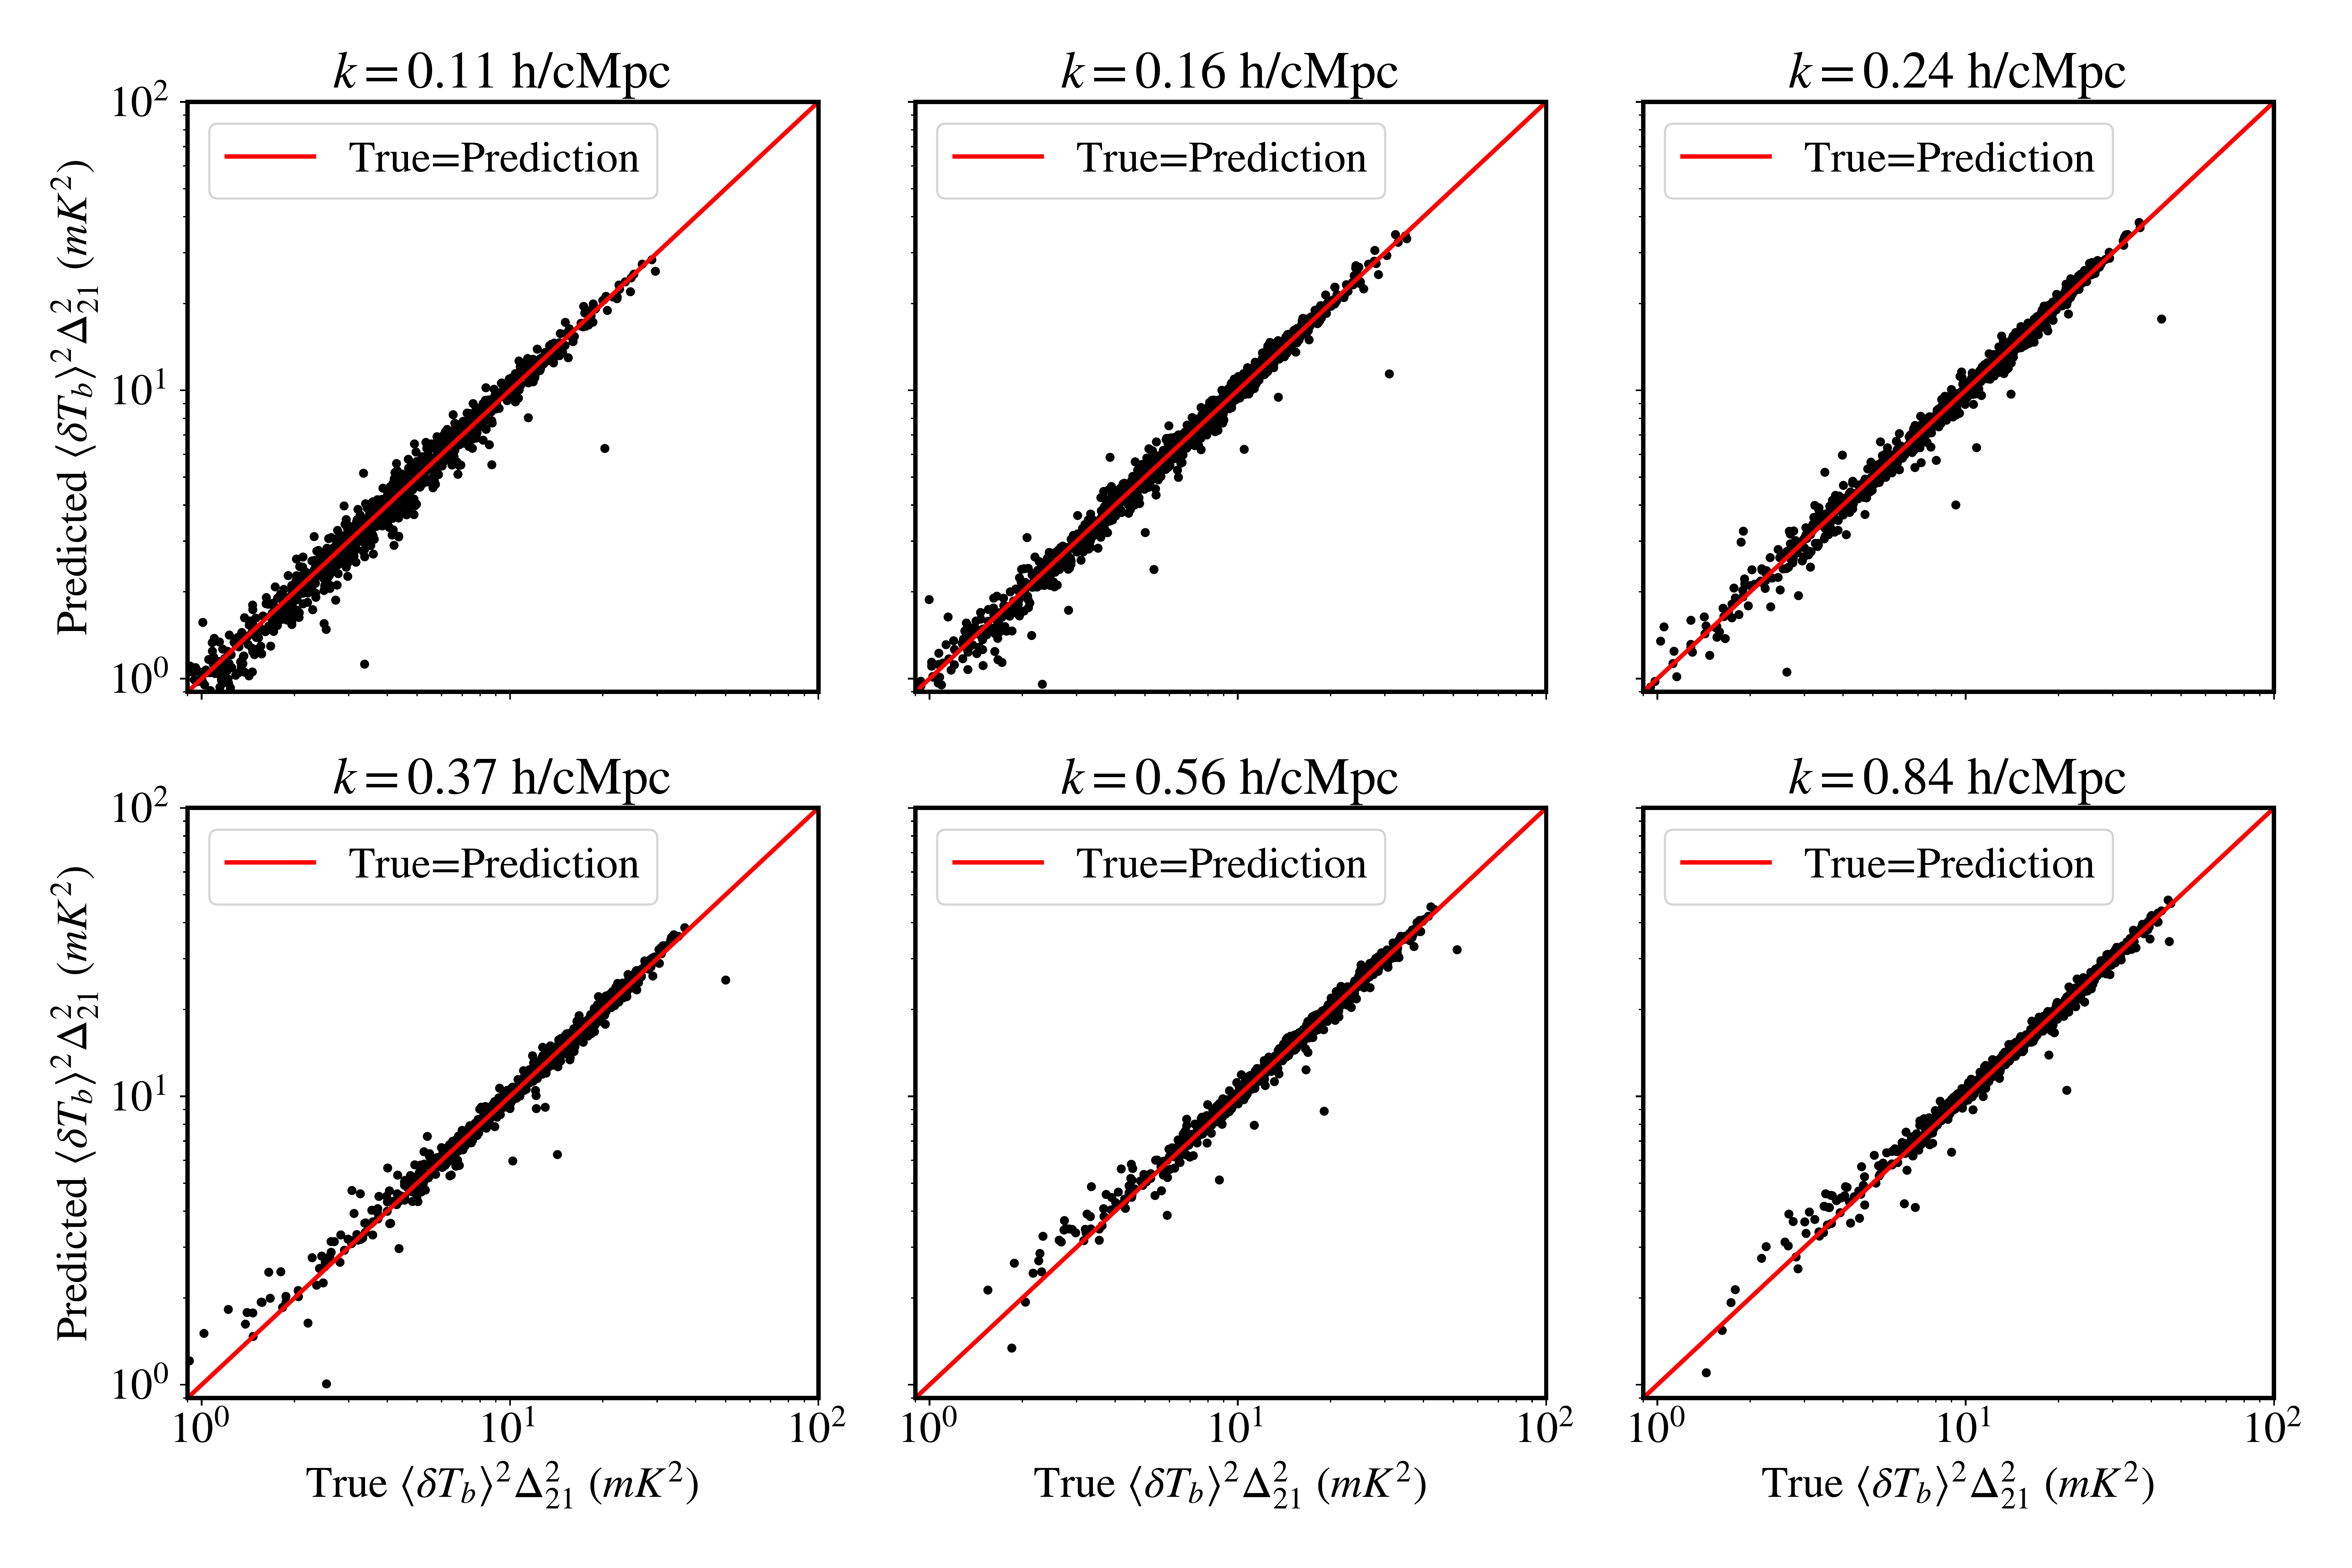 k = 0.11 h/cMpc
k = 0.16 h/cMpc
k = 0.24 h/cMpc
10²
True=Prediction
True=Prediction
True=Prediction
Predicted ⟨δT_b⟩²Δ²₂₁ (mK²)
10¹
10⁰
k = 0.37 h/cMpc
k = 0.56 h/cMpc
k = 0.84 h/cMpc
10²
True=Prediction
True=Prediction
True=Prediction
Predicted ⟨δT_b⟩²Δ²₂₁ (mK²)
10¹
10⁰
10⁰ 10¹ 10²
10⁰ 10¹ 10²
10⁰ 10¹ 10²
True ⟨δT_b⟩²Δ²₂₁ (mK²)
True ⟨δT_b⟩²Δ²₂₁ (mK²)
True ⟨δT_b⟩²Δ²₂₁ (mK²)